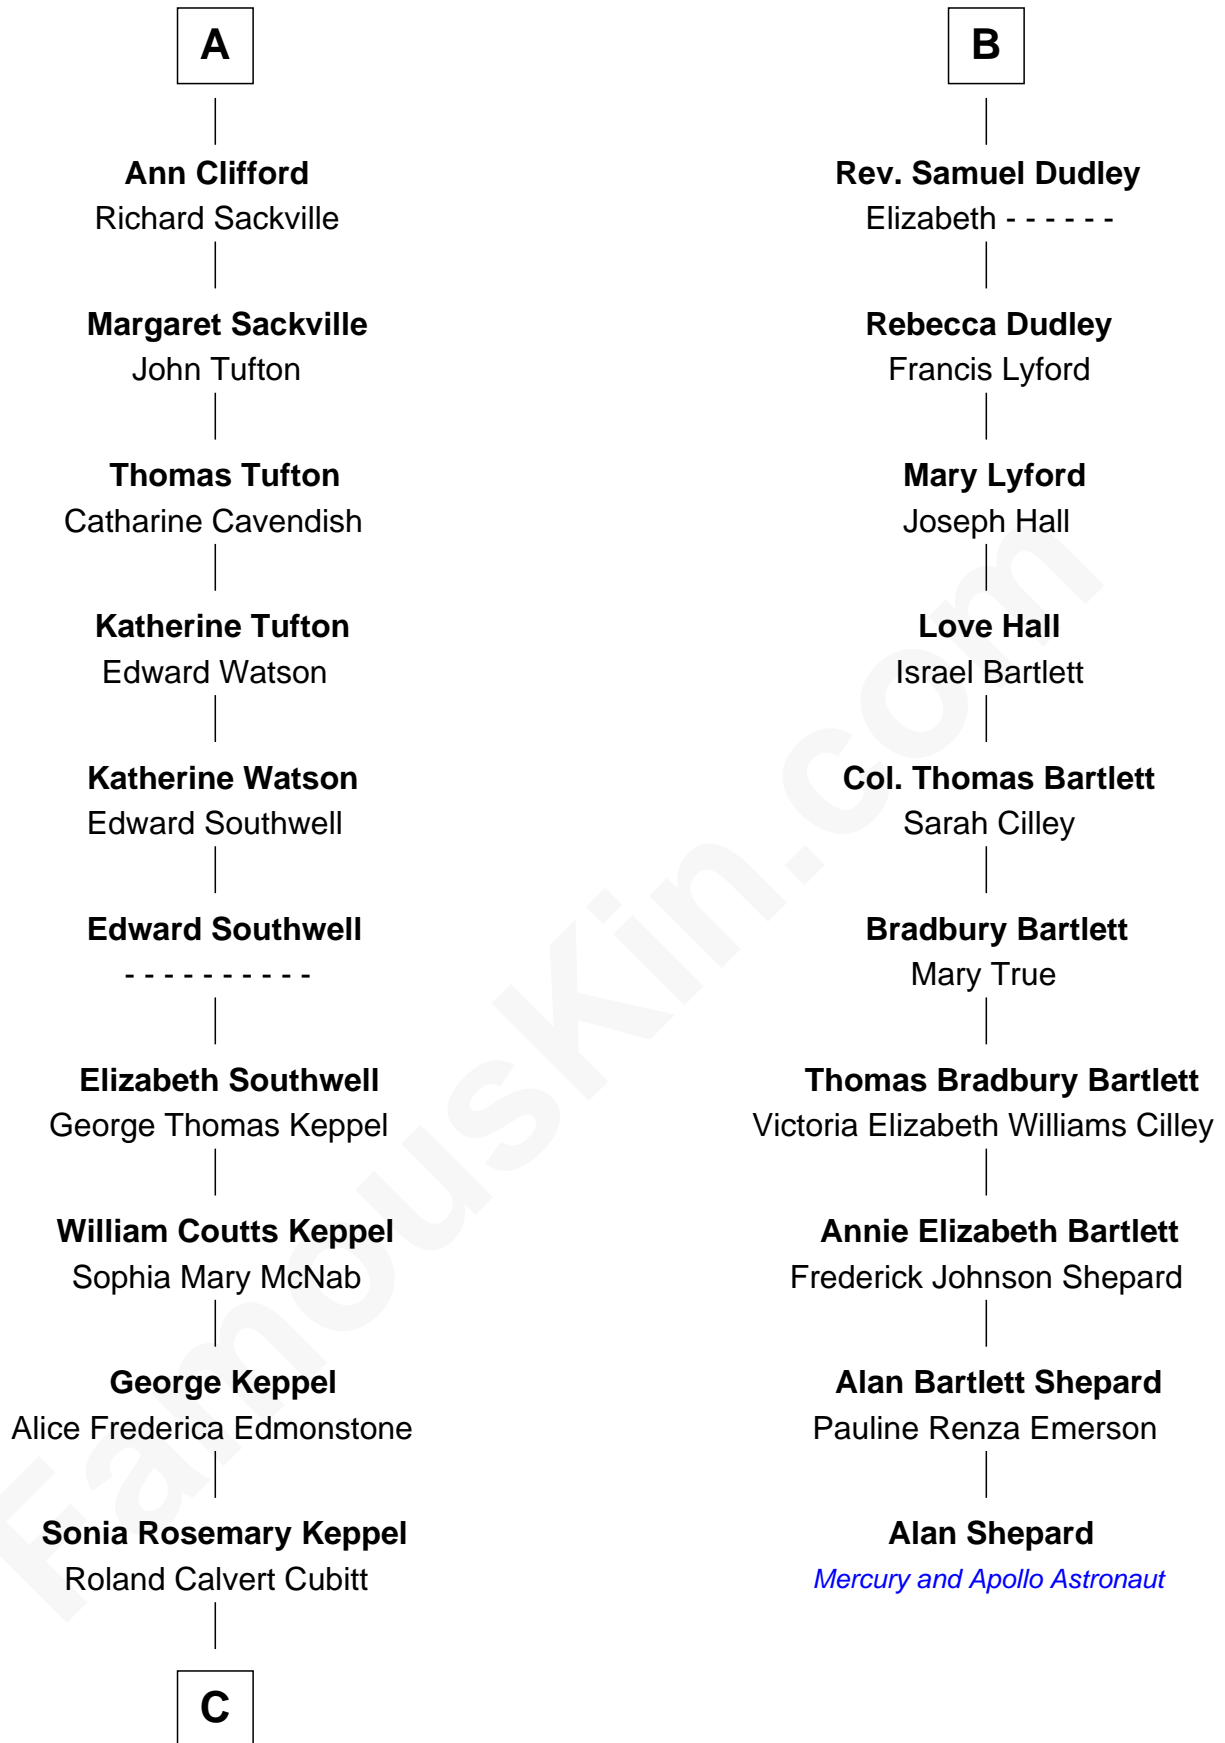 A
Ann Clifford
Richard Sackville
Margaret Sackville
John Tufton
Thomas Tufton
Catharine Cavendish
Katherine Tufton
Edward Watson
Katherine Watson
Edward Southwell
Edward Southwell
- - - - - - - - - -
Elizabeth Southwell
George Thomas Keppel
William Coutts Keppel
Sophia Mary McNab
George Keppel
Alice Frederica Edmonstone
Sonia Rosemary Keppel
Roland Calvert Cubitt
C
B
Rev. Samuel Dudley
Elizabeth - - - - - -
Rebecca Dudley
Francis Lyford
Mary Lyford
Joseph Hall
Love Hall
Israel Bartlett
Col. Thomas Bartlett
Sarah Cilley
Bradbury Bartlett
Mary True
Thomas Bradbury Bartlett
Victoria Elizabeth Williams Cilley
Annie Elizabeth Bartlett
Frederick Johnson Shepard
Alan Bartlett Shepard
Pauline Renza Emerson
Alan Shepard
Mercury and Apollo Astronaut
FamousKin.com